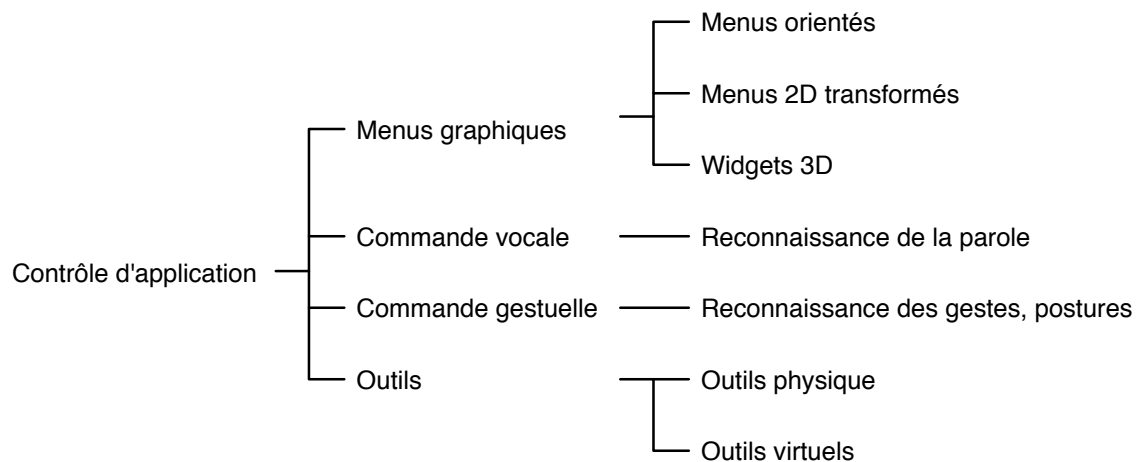 Menus orientés
Menus 2D transformés
Menus graphiques
Widgets 3D
Commande vocale
Reconnaissance de la parole
Contrôle d'application
Commande gestuelle
Reconnaissance des gestes, postures
Outils
Outils physique
Outils virtuels